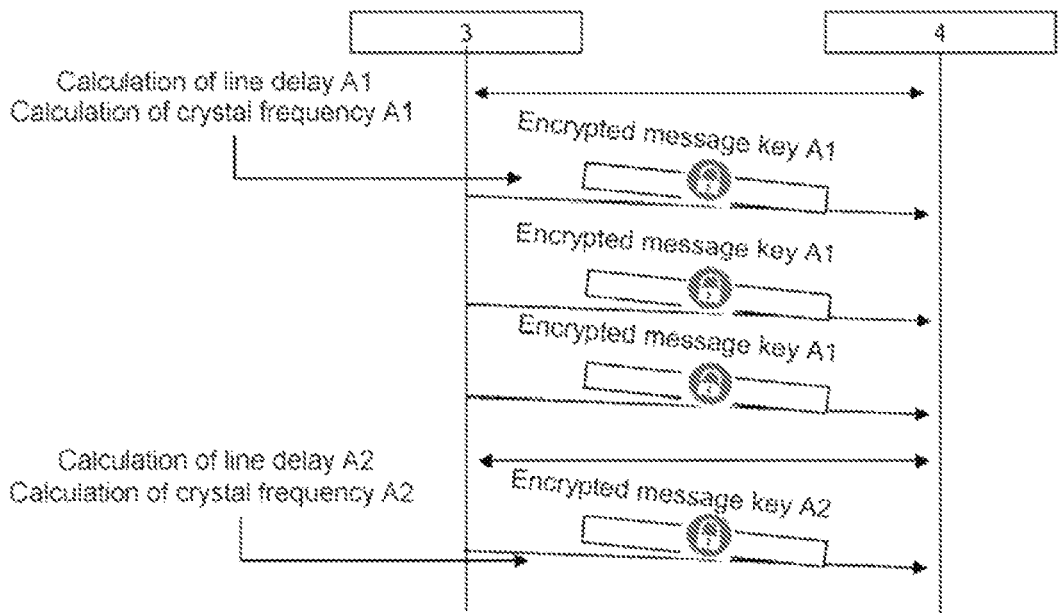 3
4
Calculation of line delay A1
Calculation of crystal frequency A1
Encrypted message key A1
Encrypted message key A1
Encrypted message key A1
Calculation of line delay A2
Calculation of crystal frequency A2
Encrypted message key A2